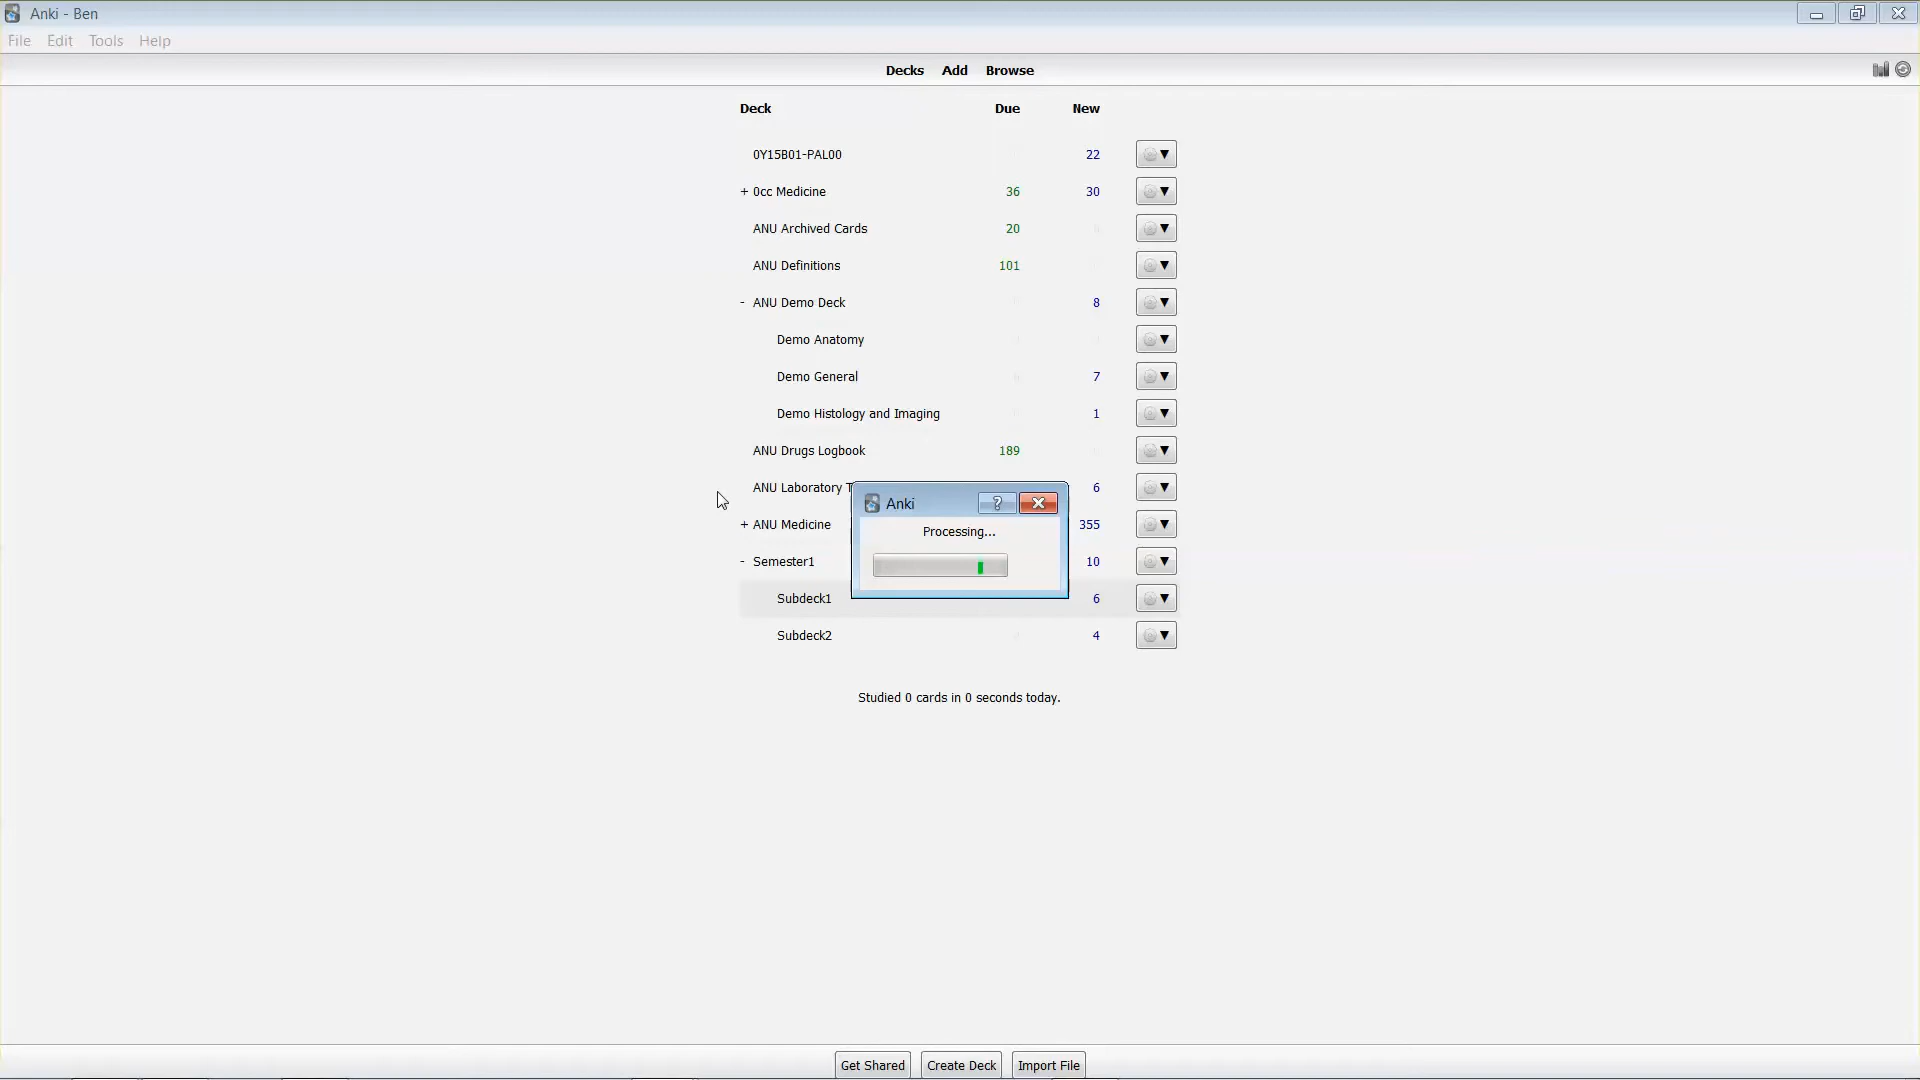 Anki - Ben
File Edit Tools Help
Decks Add Browse
Deck Due New
0Y15B01-PAL00 22
+ 0cc Medicine 36 30
ANU Archived Cards 20
ANU Definitions 101
- ANU Demo Deck 8
Demo Anatomy
Demo General 7
Demo Histology and Imaging 1
ANU Drugs Logbook 189
ANU Laboratory 6
+ ANU Medicine 355
- Semester1 10
Subdeck1 6
Subdeck2 4
Anki
Processing...
Studied 0 cards in 0 seconds today.
Get Shared Create Deck Import File